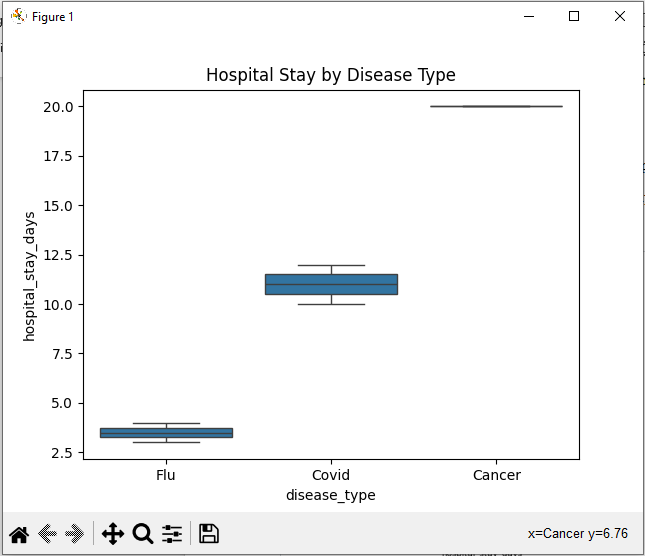 Figure 1
Hospital Stay by Disease Type
20.0
17.5
15.0
12.5
10.0
7.5
5.0
2.5
hospital_stay_days
Flu Covid Cancer
disease_type
x=Cancer y=6.76